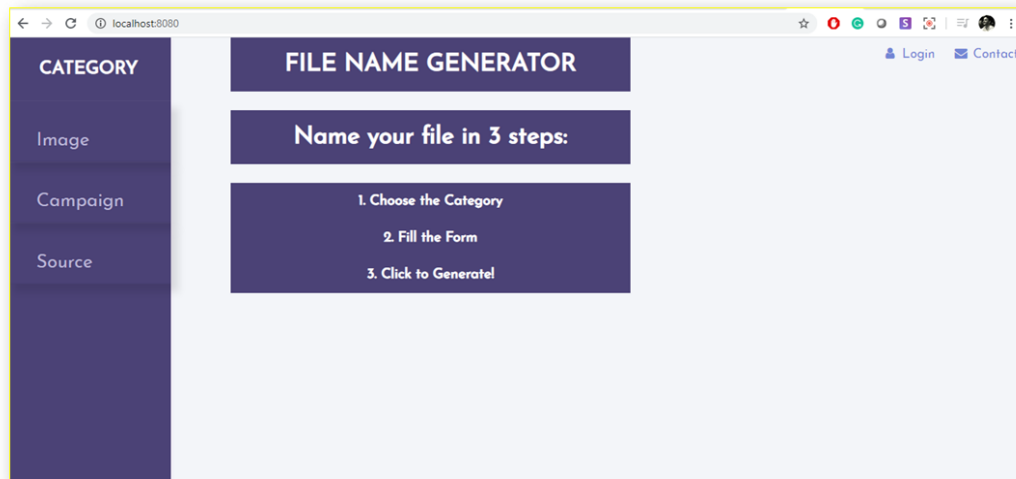 localhost:8080
CATEGORY
Image
Campaign
Source
FILE NAME GENERATOR
Name your file in 3 steps:
1. Choose the Category
2. Fill the Form
3. Click to Generate!
Login
Contact